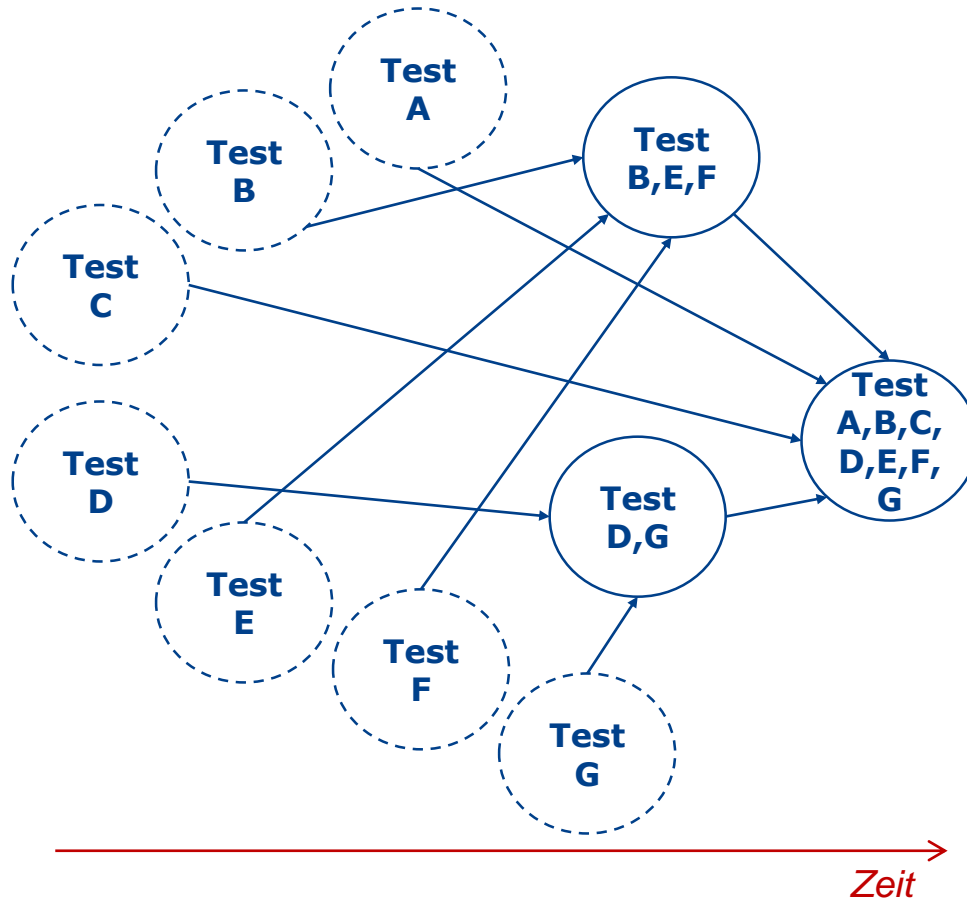 Test
A
Test
B
Test
B,E,F
Test
C
Test
A,B,C,
D,E,F,
G
Test
D
Test
D,G
Test
E
Test
F
Test
G
Zeit